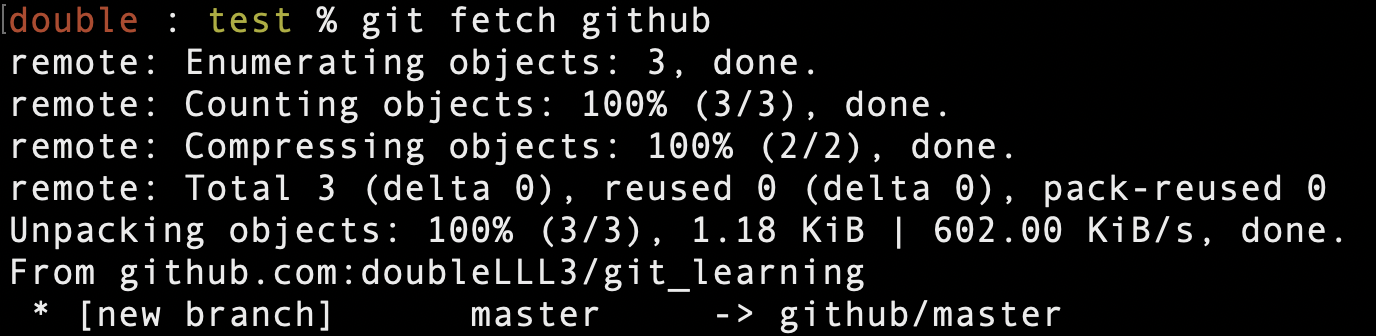 [double : test % git fetch github
remote: Enumerating objects: 3, done.
remote: Counting objects: 100% (3/3), done.
remote: Compressing objects: 100% (2/2), done.
remote: Total 3 (delta 0), reused 0 (delta 0), pack-reused 0
Unpacking objects: 100% (3/3), 1.18 KiB | 602.00 KiB/s, done.
From github.com:doubleLLL3/git_learning
 * [new branch]      master     -> github/master